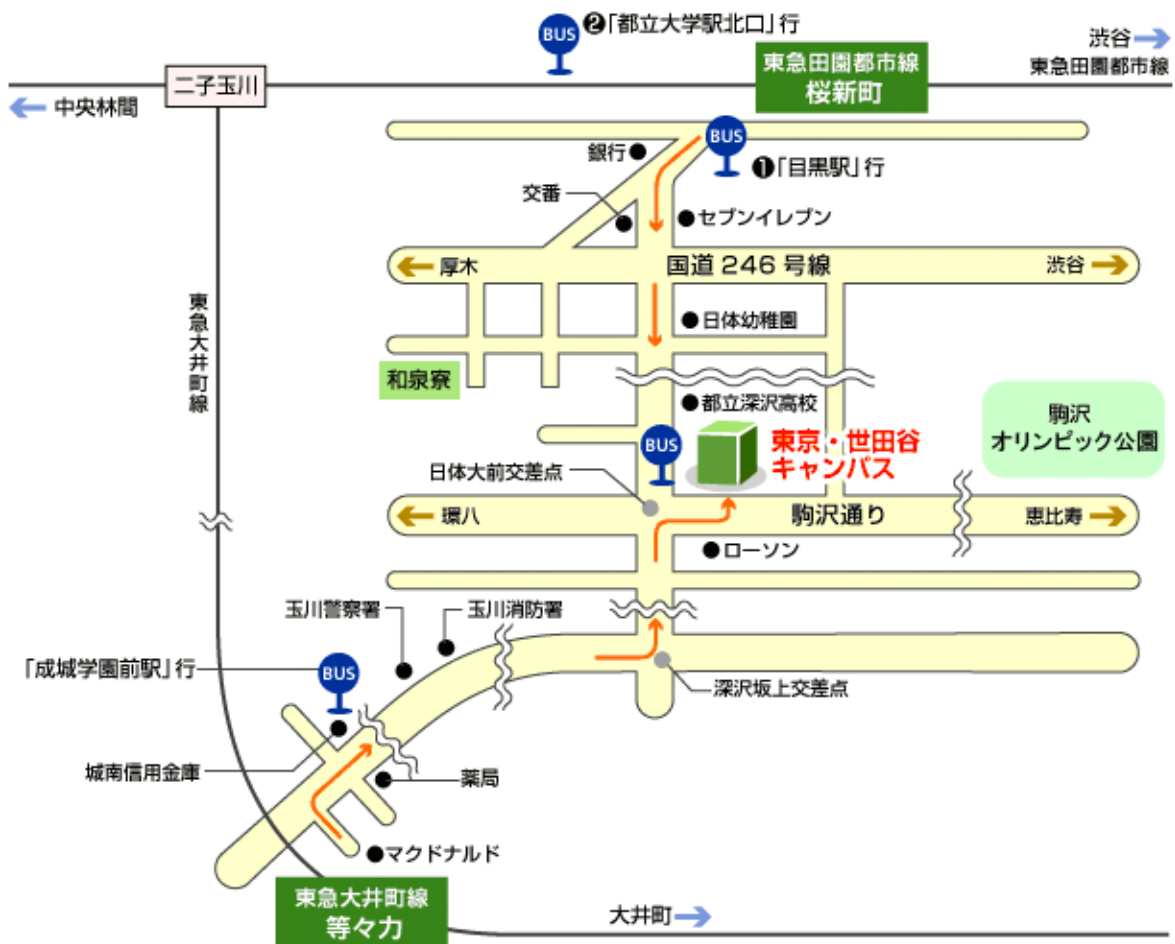 BUS
❷「都立大学駅北口」行
渋谷
東急田園都市線
東急田園都市線
桜新町
二子玉川
中央林間
BUS
❶「目黒駅」行
銀行
交番
セブンイレブン
厚木
国道246号線
渋谷
東急大井町線
日体幼稚園
和泉寮
都立深沢高校
駒沢
オリンピック公園
BUS
東京・世田谷
キャンパス
日体大前交差点
環八
駒沢通り
恵比寿
ローソン
玉川警察署
玉川消防署
「成城学園前駅」行
BUS
深沢坂上交差点
城南信用金庫
薬局
マクドナルド
東急大井町線
等々力
大井町